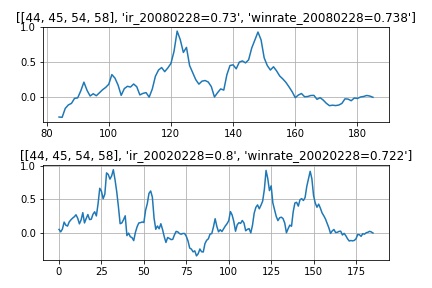 [[44, 45, 54, 58], 'ir_20080228=0.73', 'winrate_20080228=0.738']
1.0
0.5
0.0
80 100 120 140 160 180
[[44, 45, 54, 58], 'ir_20020228=0.8', 'winrate_20020228=0.722']
1.0
0.5
0.0
0 25 50 75 100 125 150 175